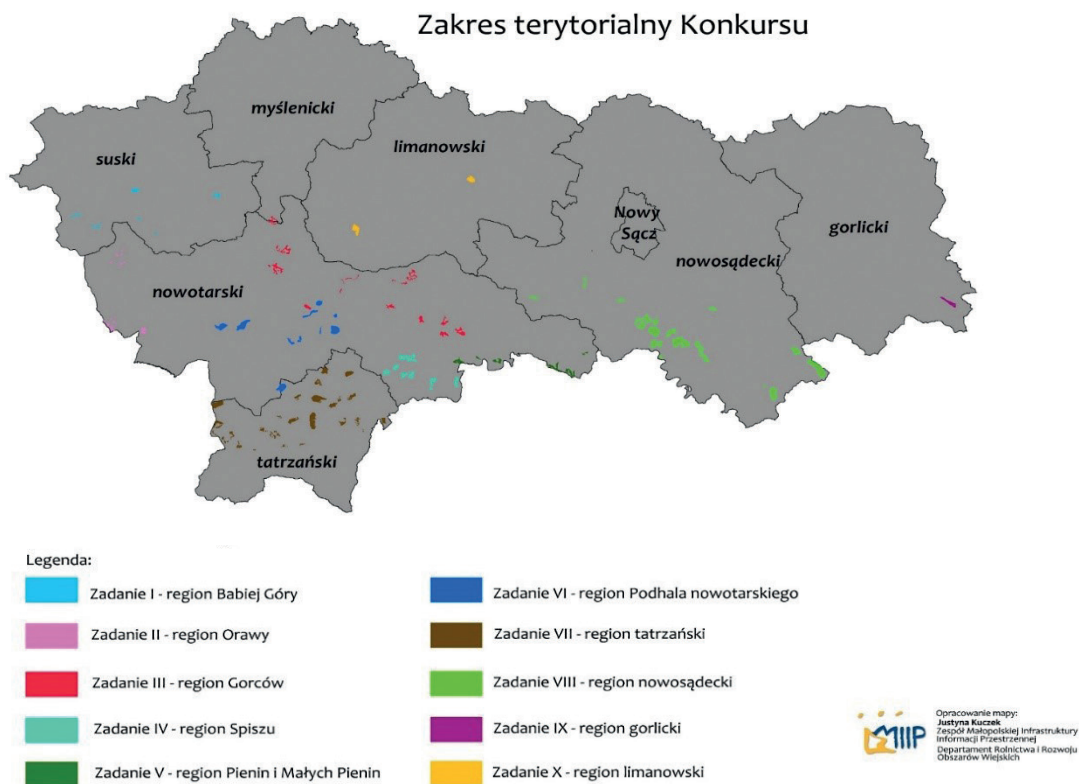 Zakres terytorialny Konkursu
myślenicki
suski
limanowski
Nowy
Sącz
gorlicki
nowosądecki
nowotarski
tatrzański
Legenda:
Zadanie I - region Babiej Góry
Zadanie II - region Orawy
Zadanie III - region Gorców
Zadanie IV - region Spiszu
Zadanie V - region Pienin i Małych Pienin
Zadanie VI - region Podhala nowotarskiego
Zadanie VII - region tatrzański
Zadanie VIII - region nowosądecki
Zadanie IX - region gorlicki
Zadanie X - region limanowski
MIIP
Opracowanie mapy:
Justyna Kuczek
Zespół Małopolskiej Infrastruktury
Informacji Przestrzennej
Departament Rolnictwa i Rozwoju
Obszarów Wiejskich